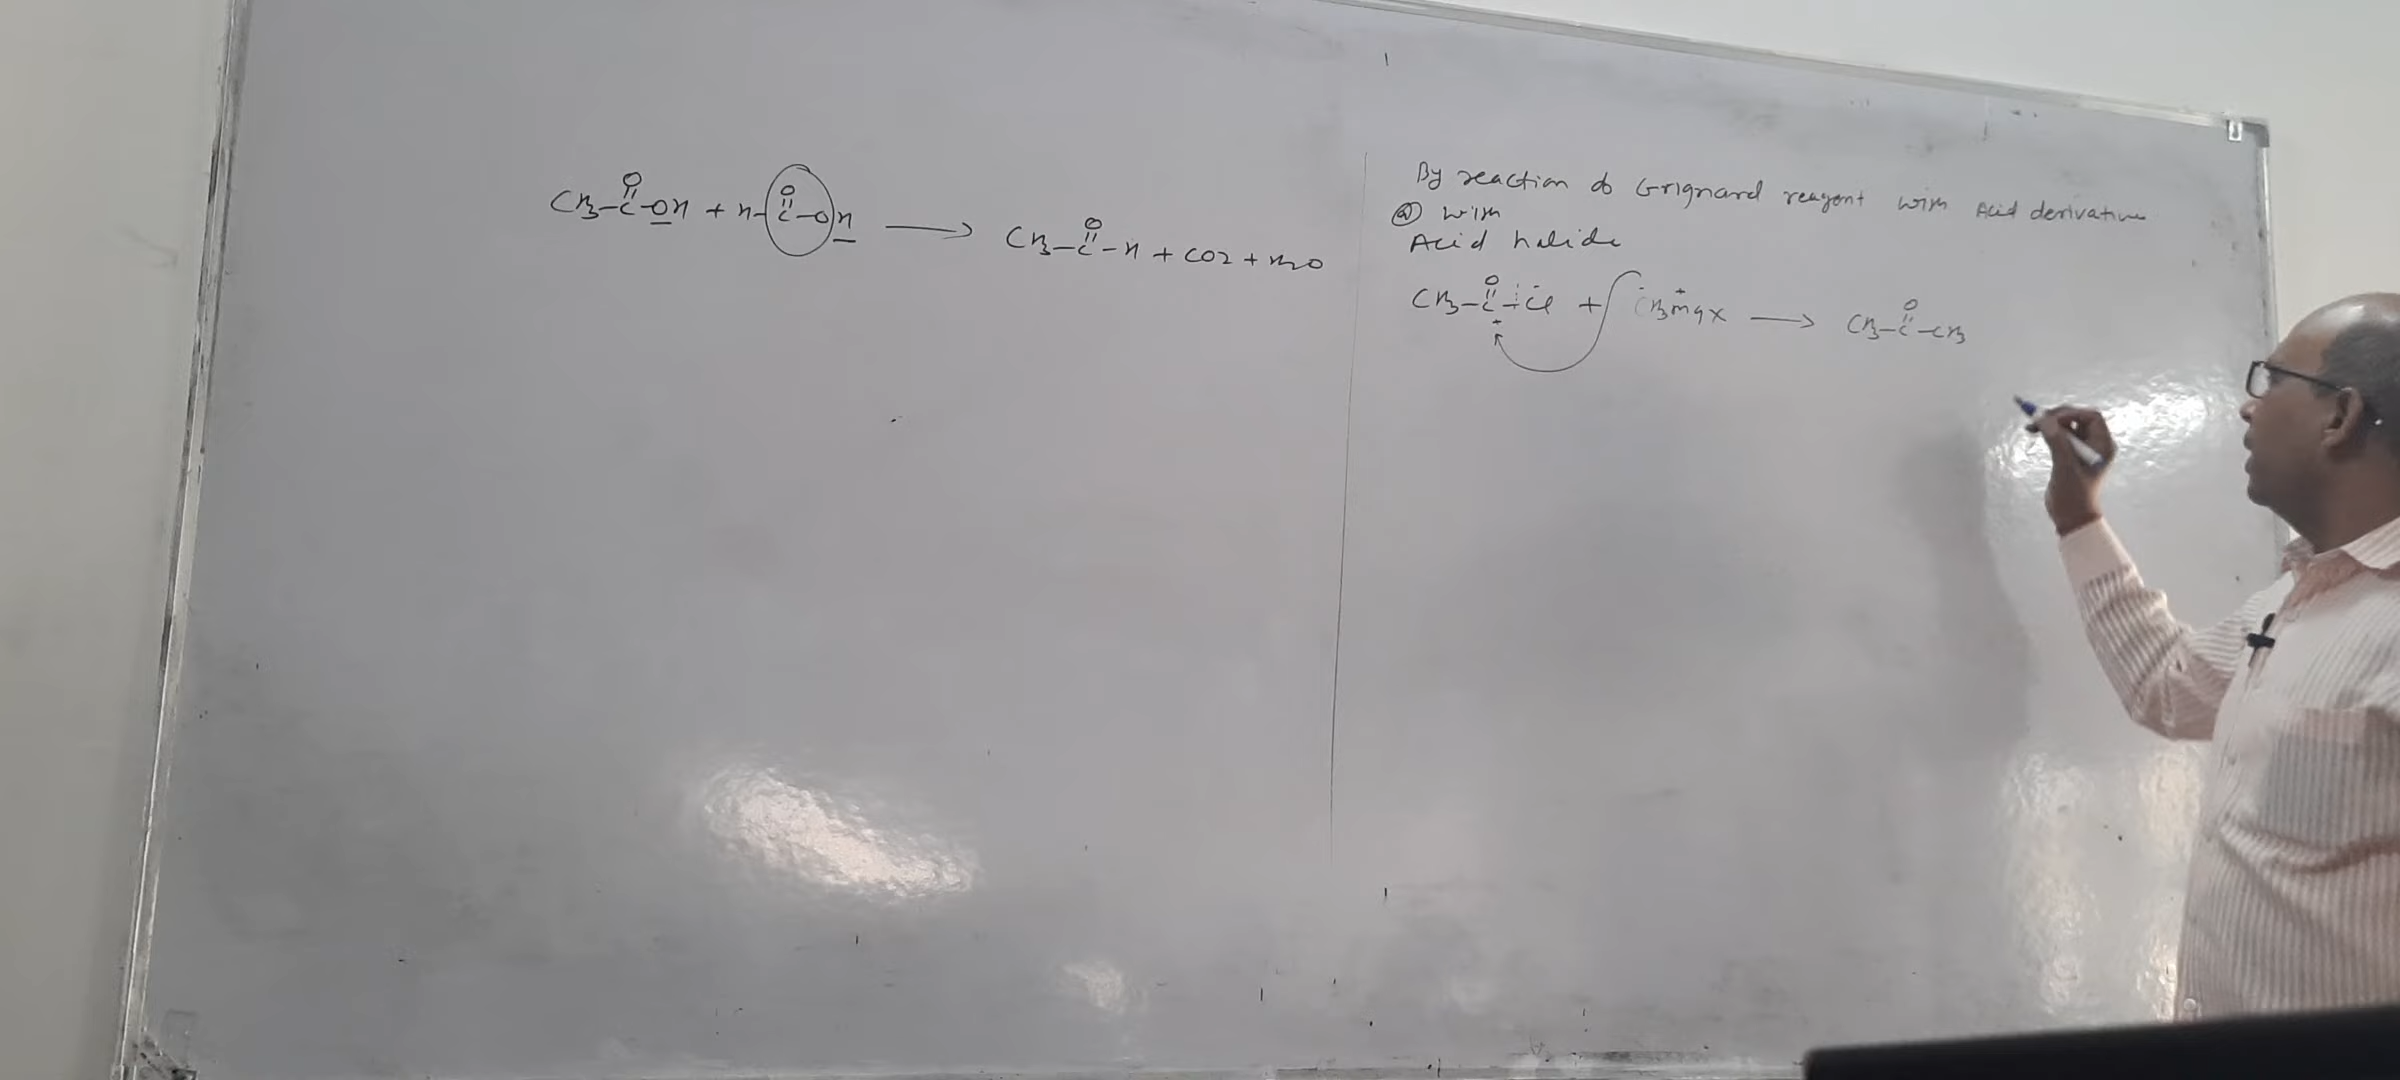 CH3-C(=O)-OH + H-C(=O)-OH ⟶ CH3-C(=O)-H + CO2 + H2O
By reaction of Grignard reagent with Acid derivative
(a) with
Acid halide
CH3-C(=O)-Cl + CH3MgX ⟶ CH3-C(=O)-CH3